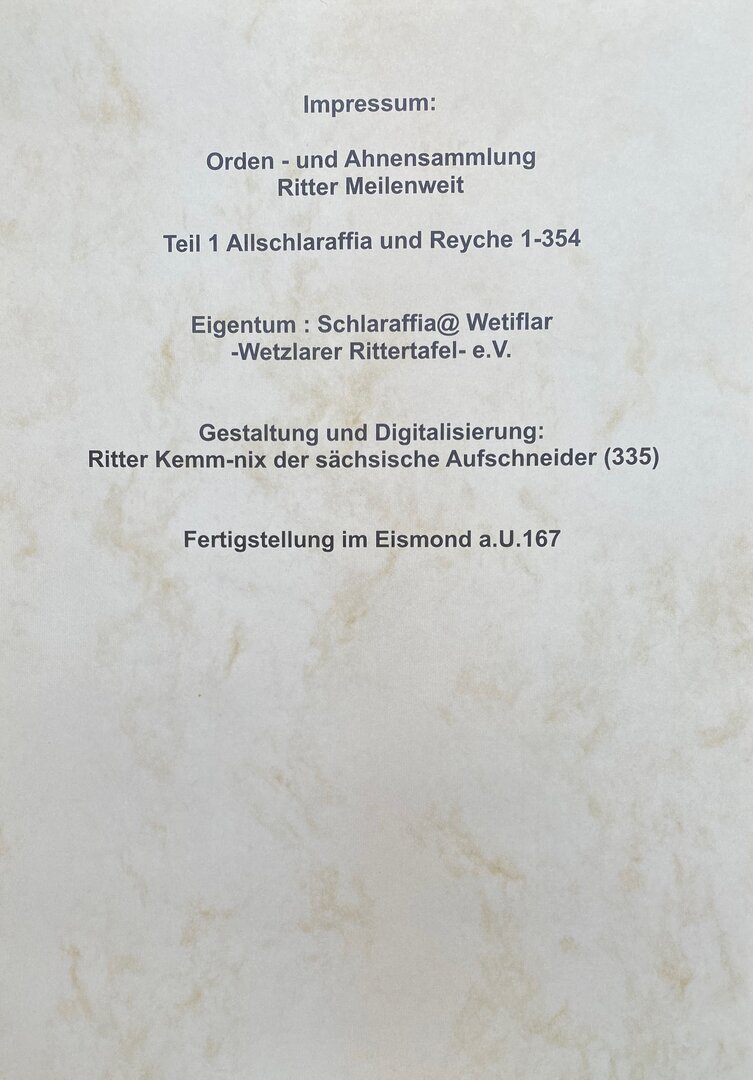 Impressum:
Orden - und Ahnensammlung
Ritter Meilenweit
Teil 1 Allschlaraffia und Reyche 1-354
Eigentum : Schlaraffia@ Wetiflar
-Wetzlarer Rittertafel- e.V.
Gestaltung und Digitalisierung:
Ritter Kemm-nix der sächsische Aufschneider (335)
Fertigstellung im Eismond a.U.167